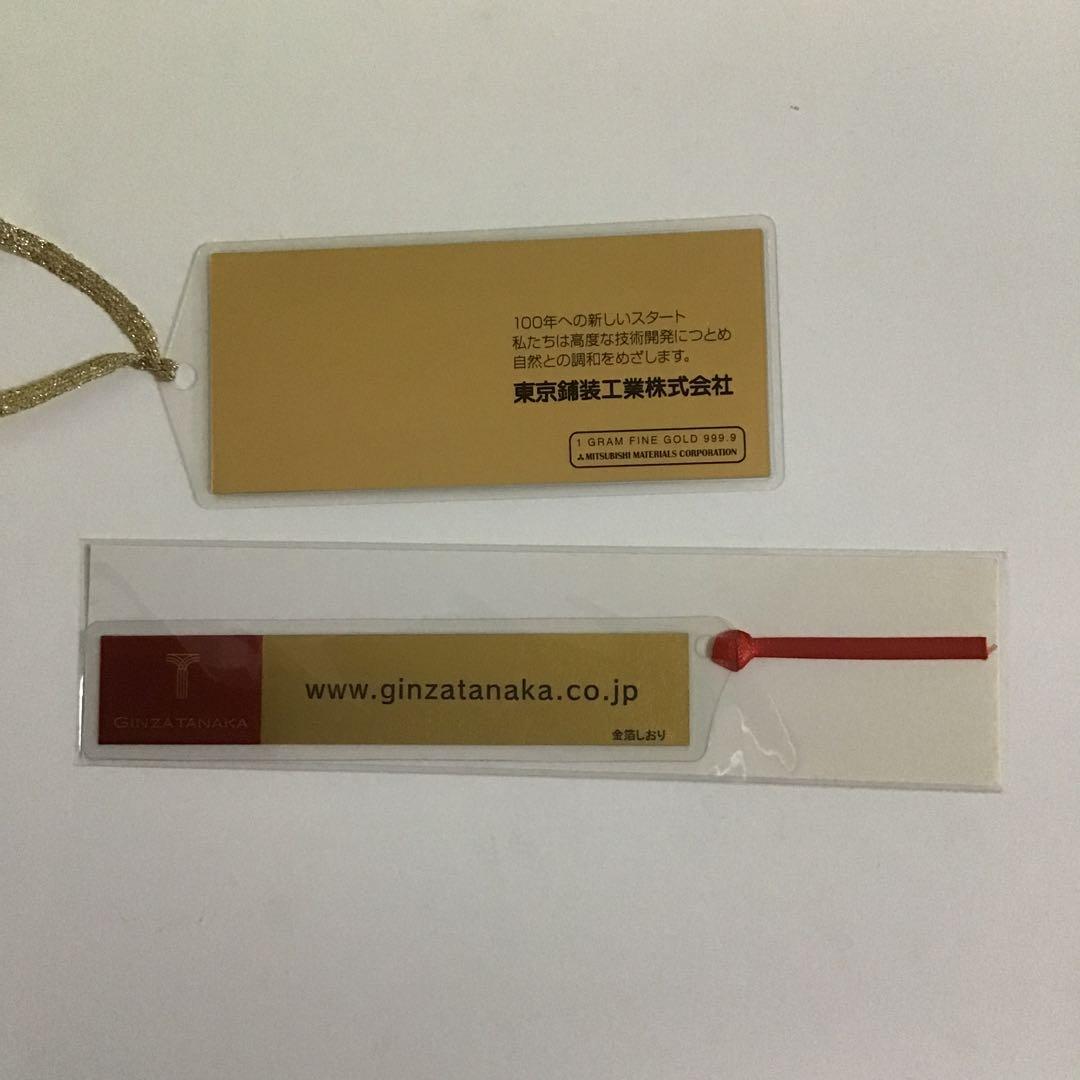 100年への新しいスタート
私たちは高度な技術開発につとめ
自然との調和をめざします。
東京鋪装工業株式会社
1 GRAM FINE GOLD 999.9
MITSUBISHI MATERIALS CORPORATION
GINZA TANAKA
www.ginzatanaka.co.jp
金箔しおり